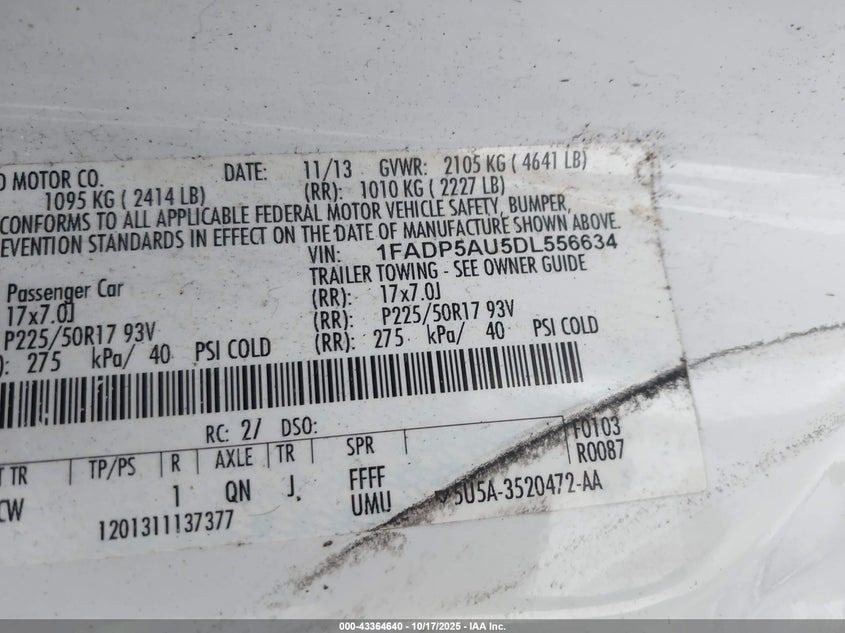 MOTOR CO. DATE: 11/13 GVWR: 2105 KG ( 4641 LB)
1095 KG ( 2414 LB) (RR): 1010 KG ( 2227 LB)
CONFORMS TO ALL APPLICABLE FEDERAL MOTOR VEHICLE SAFETY, BUMPER,
STANDARDS IN EFFECT ON THE DATE OF MANUFACTURE SHOWN ABOVE.
VIN: 1FADP5AU5DL556634
TRAILER TOWING - SEE OWNER GUIDE
Passenger Car (RR): 17x7.0J
17x7.0J (RR): P225/50R17 93V
P225/50R17 93V (RR): 275 kPa/ 40 PSI COLD
275 kPa/ 40 PSI COLD
RC: 27 DSO: F0103
TR TP/PS R AXLE TR SPR R0087
CW 1 QN J. FFFF
UMU 5U5A-3520472-AA
1201311137377
000-43364640 - 10/17/2025 - IAA Inc.